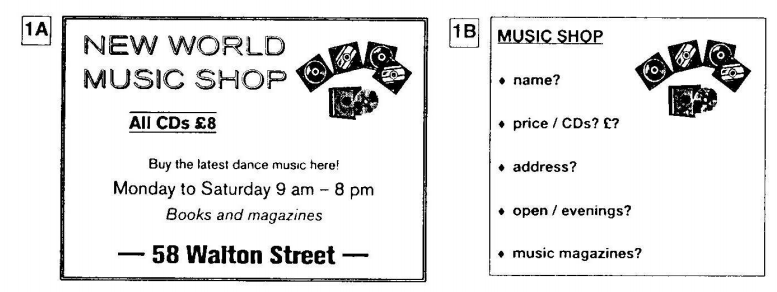 1A
NEW WORLD
MUSIC SHOP
All CDs £8
Buy the latest dance music here!
Monday to Saturday 9 am – 8 pm
Books and magazines
— 58 Walton Street —
1B
MUSIC SHOP
♦ name?
♦ price / CDs? £?
♦ address?
♦ open / evenings?
♦ music magazines?